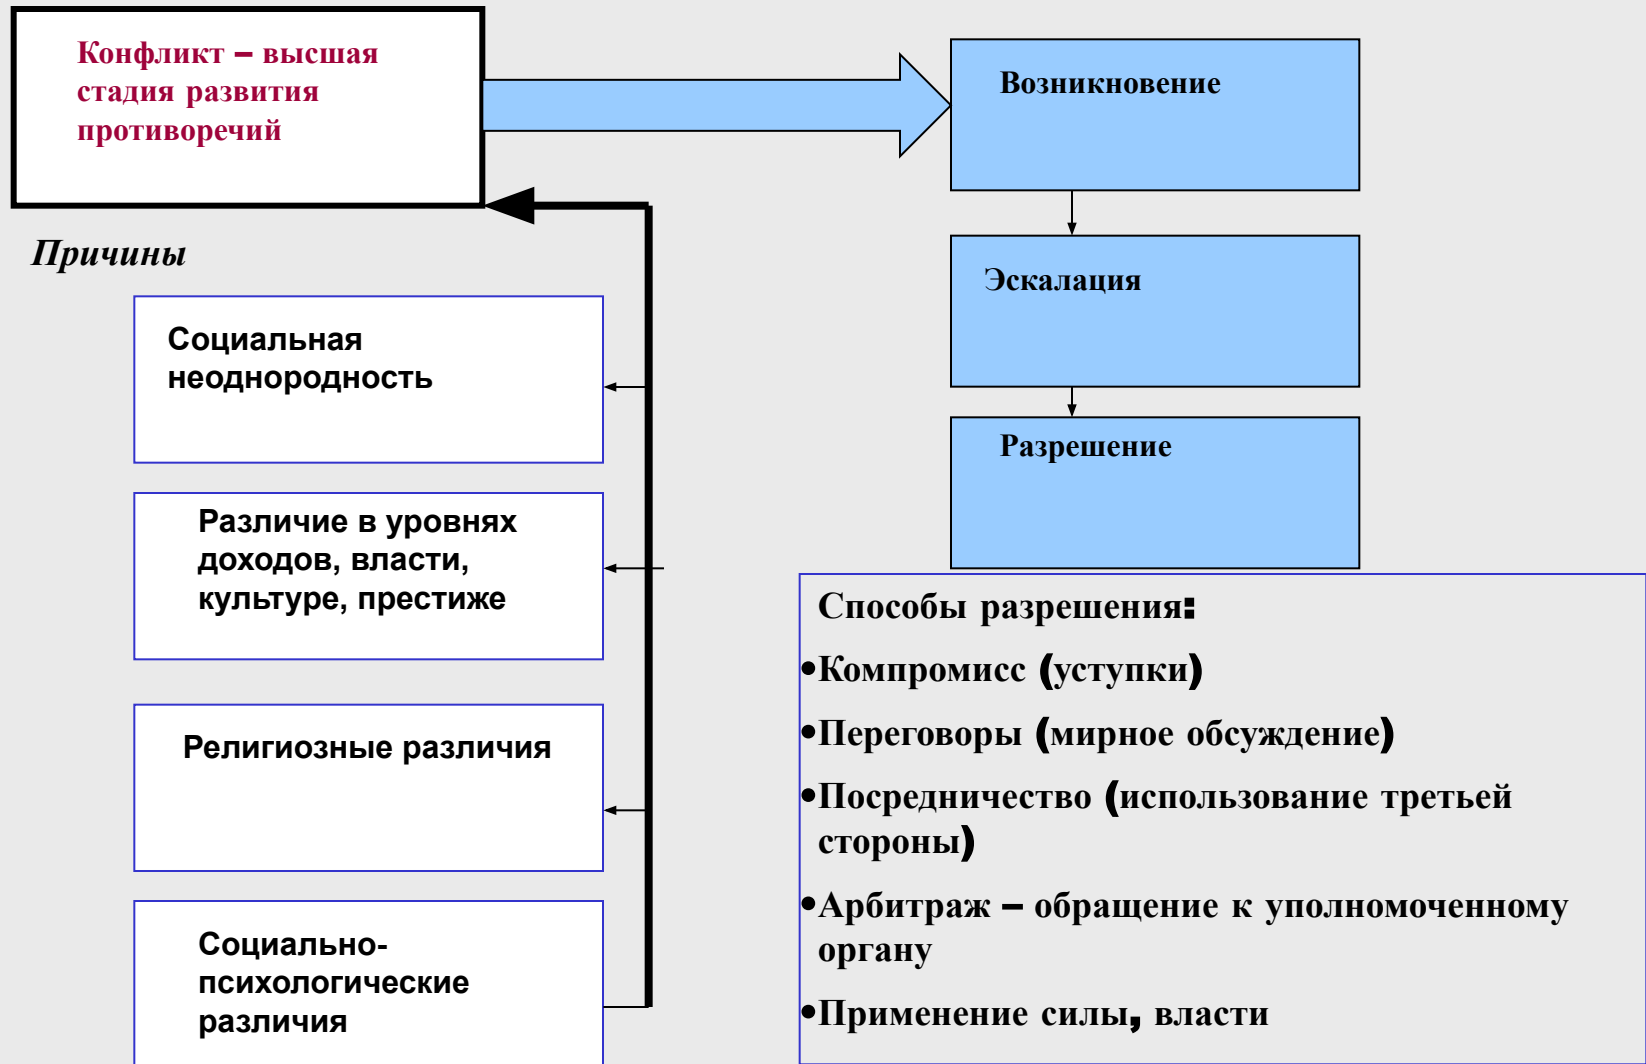 Конфликт – высшая
стадия развития
противоречий
Возникновение
Эскалация
Разрешение
Причины
Социальная
неоднородность
Различие в уровнях
доходов, власти,
культуре, престиже
Религиозные различия
Социально-
психологические
различия
Способы разрешения:
•Компромисс (уступки)
•Переговоры (мирное обсуждение)
•Посредничество (использование третьей
стороны)
•Арбитраж – обращение к уполномоченному
органу
•Применение силы, власти